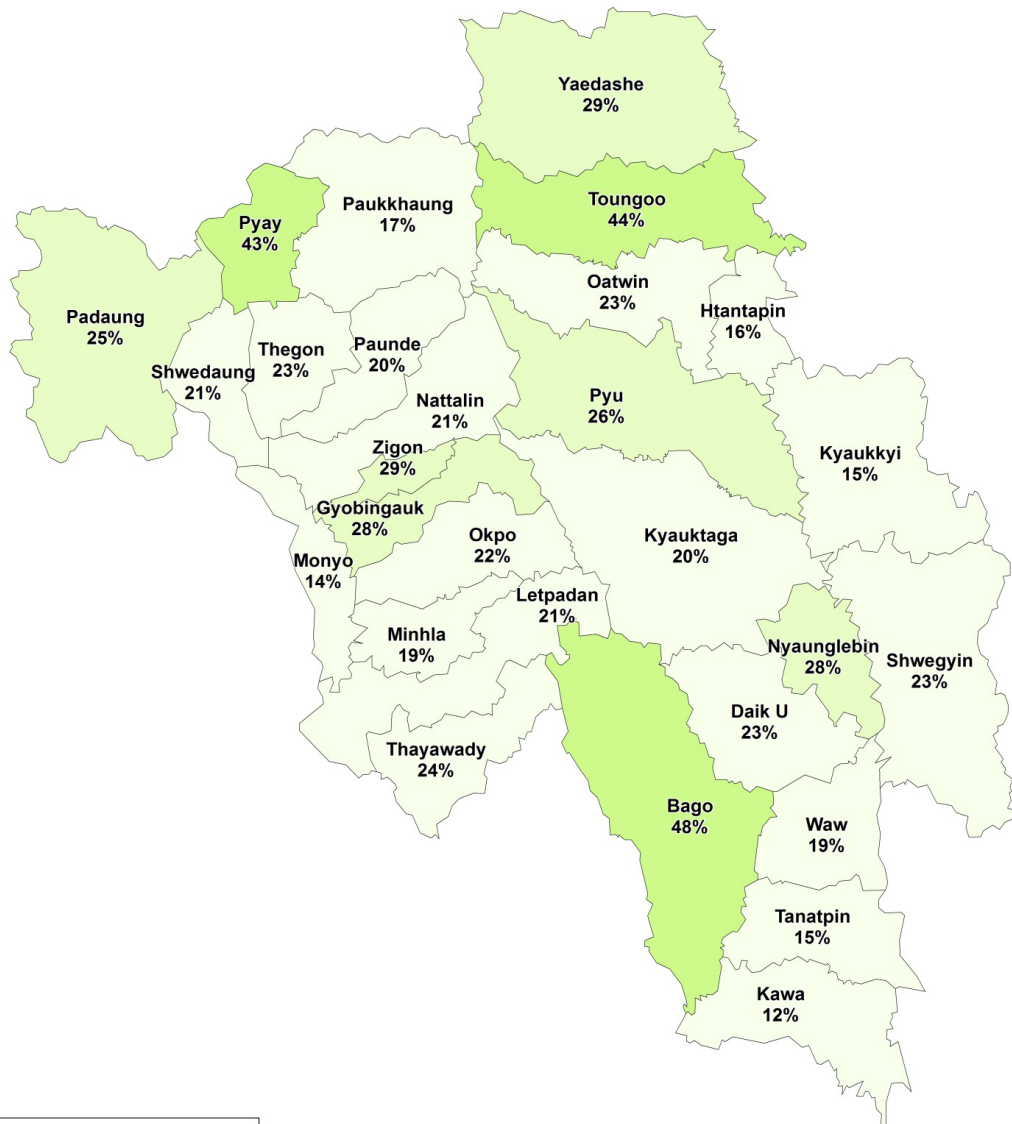 Yaedashe
29%
Toungoo
44%
Paukkhaung
17%
Pyay
43%
Oatwin
23%
Htantapin
16%
Padaung
25%
Shwedaung
21%
Thegon
23%
Paunde
20%
Nattalin
21%
Pyu
26%
Kyaukkyi
15%
Zigon
29%
Gyobingauk
28%
Okpo
22%
Kyauktaga
20%
Monyo
14%
Letpadan
21%
Minhla
19%
Nyaunglebin
28%
Shwegyin
23%
Daik U
23%
Thayawady
24%
Bago
48%
Waw
19%
Tanatpin
15%
Kawa
12%